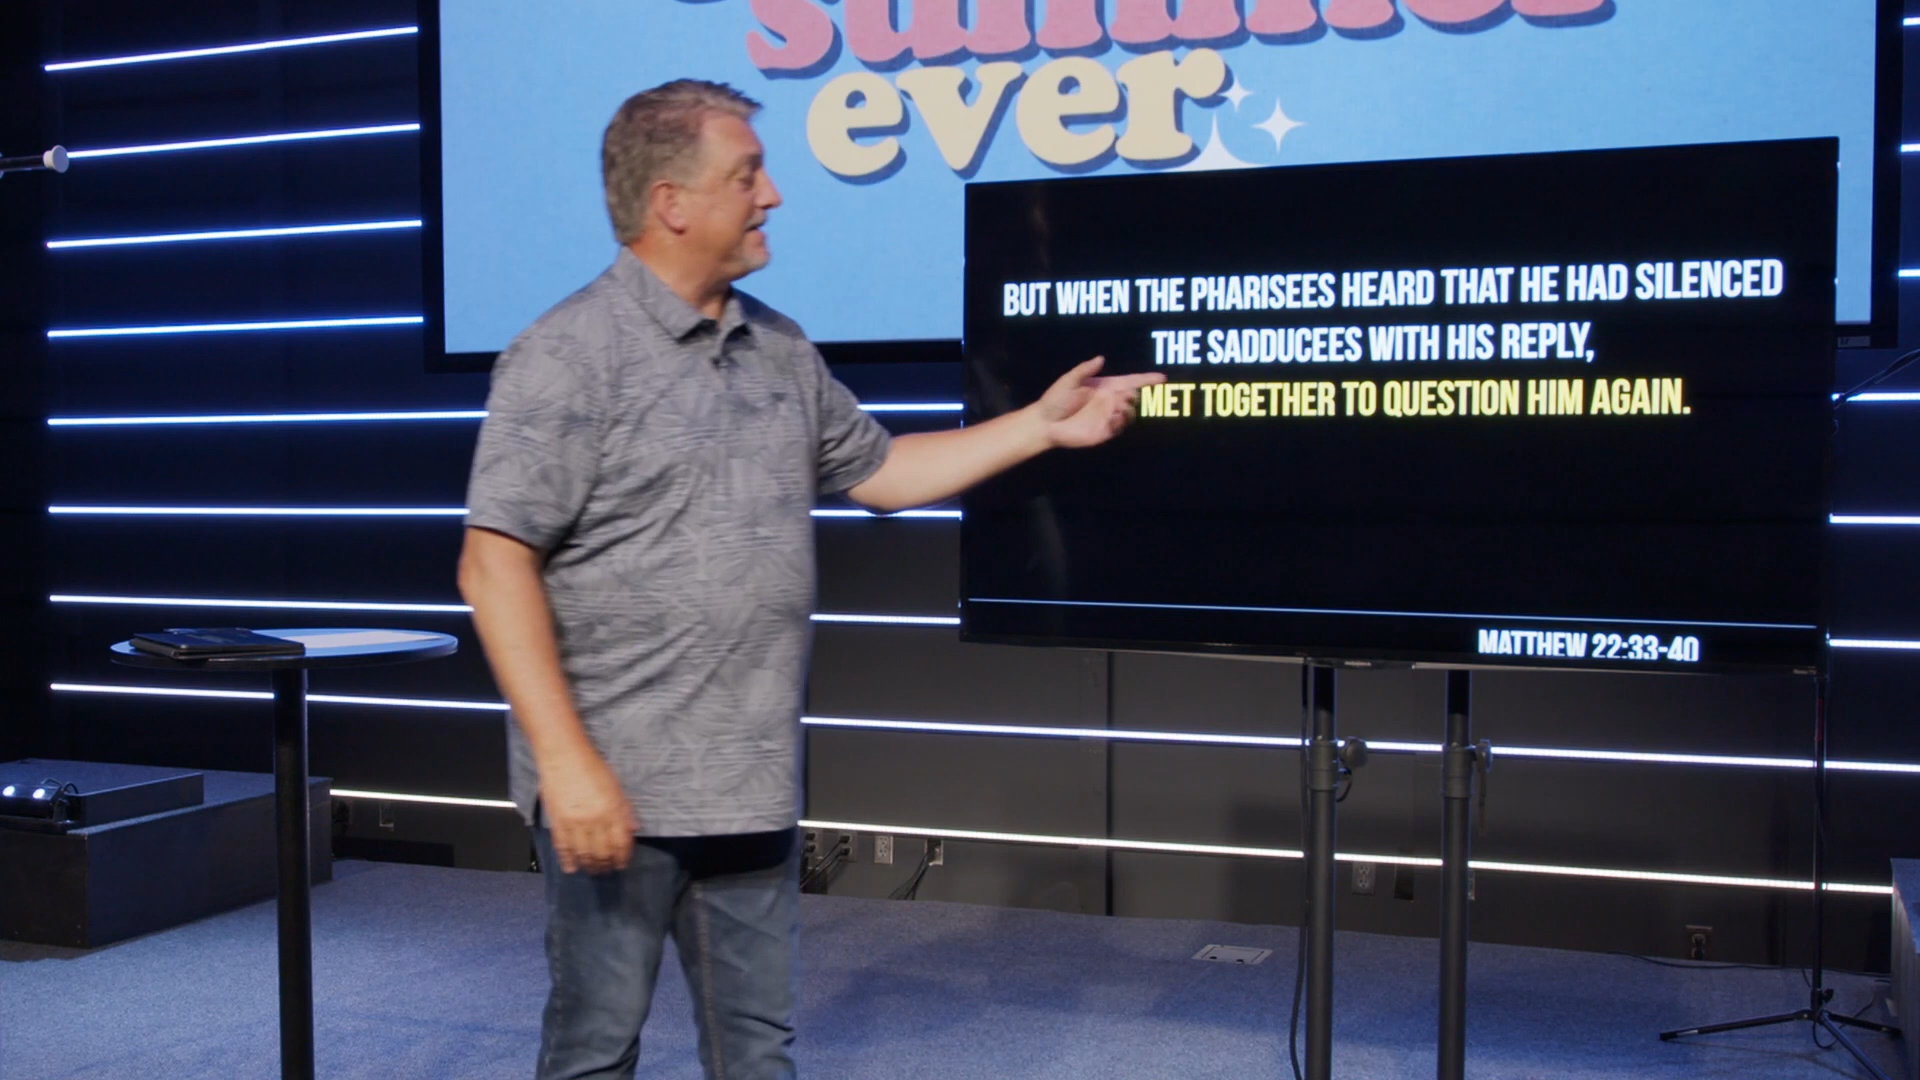 summer
ever
BUT WHEN THE PHARISEES HEARD THAT HE HAD SILENCED
THE SADDUCEES WITH HIS REPLY,
MET TOGETHER TO QUESTION HIM AGAIN.
MATTHEW 22:33-40